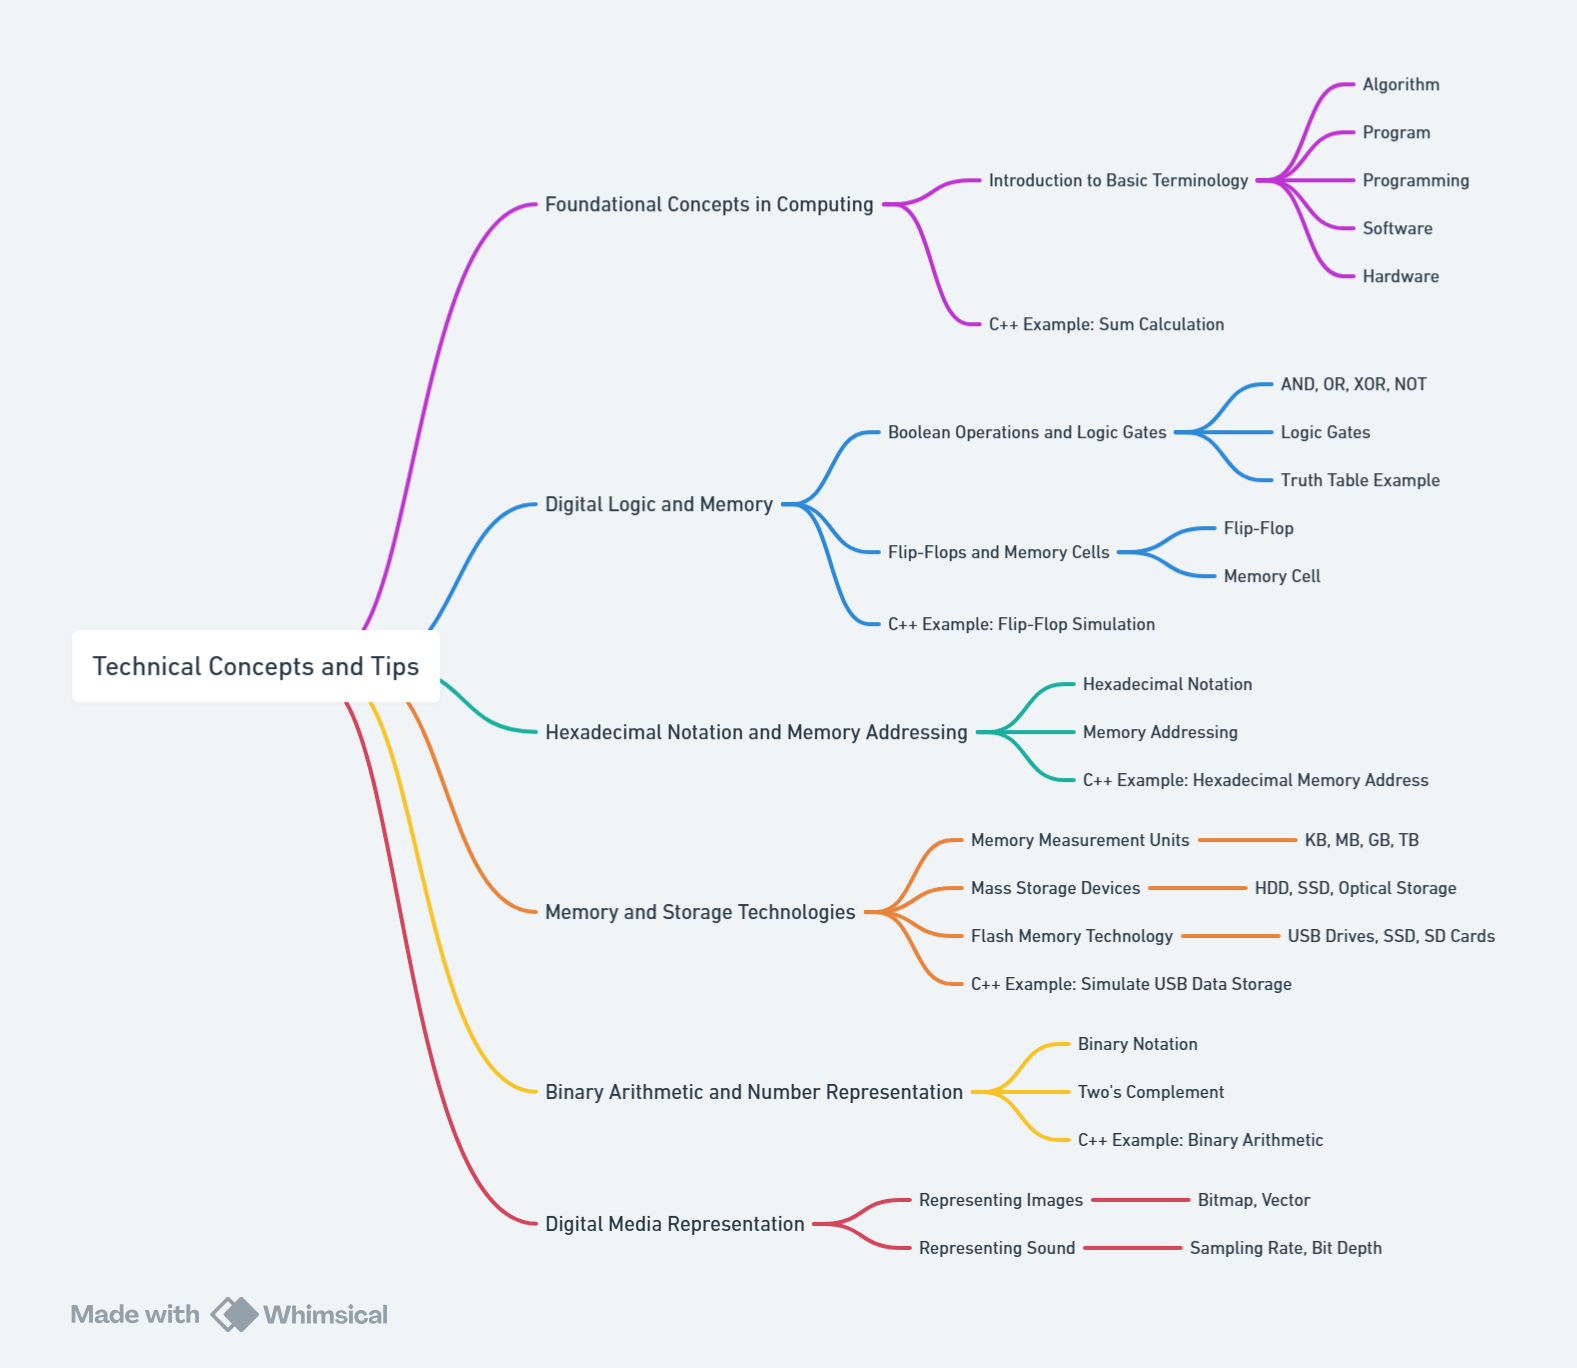 Technical Concepts and Tips
Foundational Concepts in Computing
Introduction to Basic Terminology
Algorithm
Program
Programming
Software
Hardware
C++ Example: Sum Calculation
Digital Logic and Memory
Boolean Operations and Logic Gates
AND, OR, XOR, NOT
Logic Gates
Truth Table Example
Flip-Flops and Memory Cells
Flip-Flop
Memory Cell
C++ Example: Flip-Flop Simulation
Hexadecimal Notation and Memory Addressing
Hexadecimal Notation
Memory Addressing
C++ Example: Hexadecimal Memory Address
Memory and Storage Technologies
Memory Measurement Units
KB, MB, GB, TB
Mass Storage Devices
HDD, SSD, Optical Storage
Flash Memory Technology
USB Drives, SSD, SD Cards
C++ Example: Simulate USB Data Storage
Binary Arithmetic and Number Representation
Binary Notation
Two's Complement
C++ Example: Binary Arithmetic
Digital Media Representation
Representing Images
Bitmap, Vector
Representing Sound
Sampling Rate, Bit Depth
Made with Whimsical